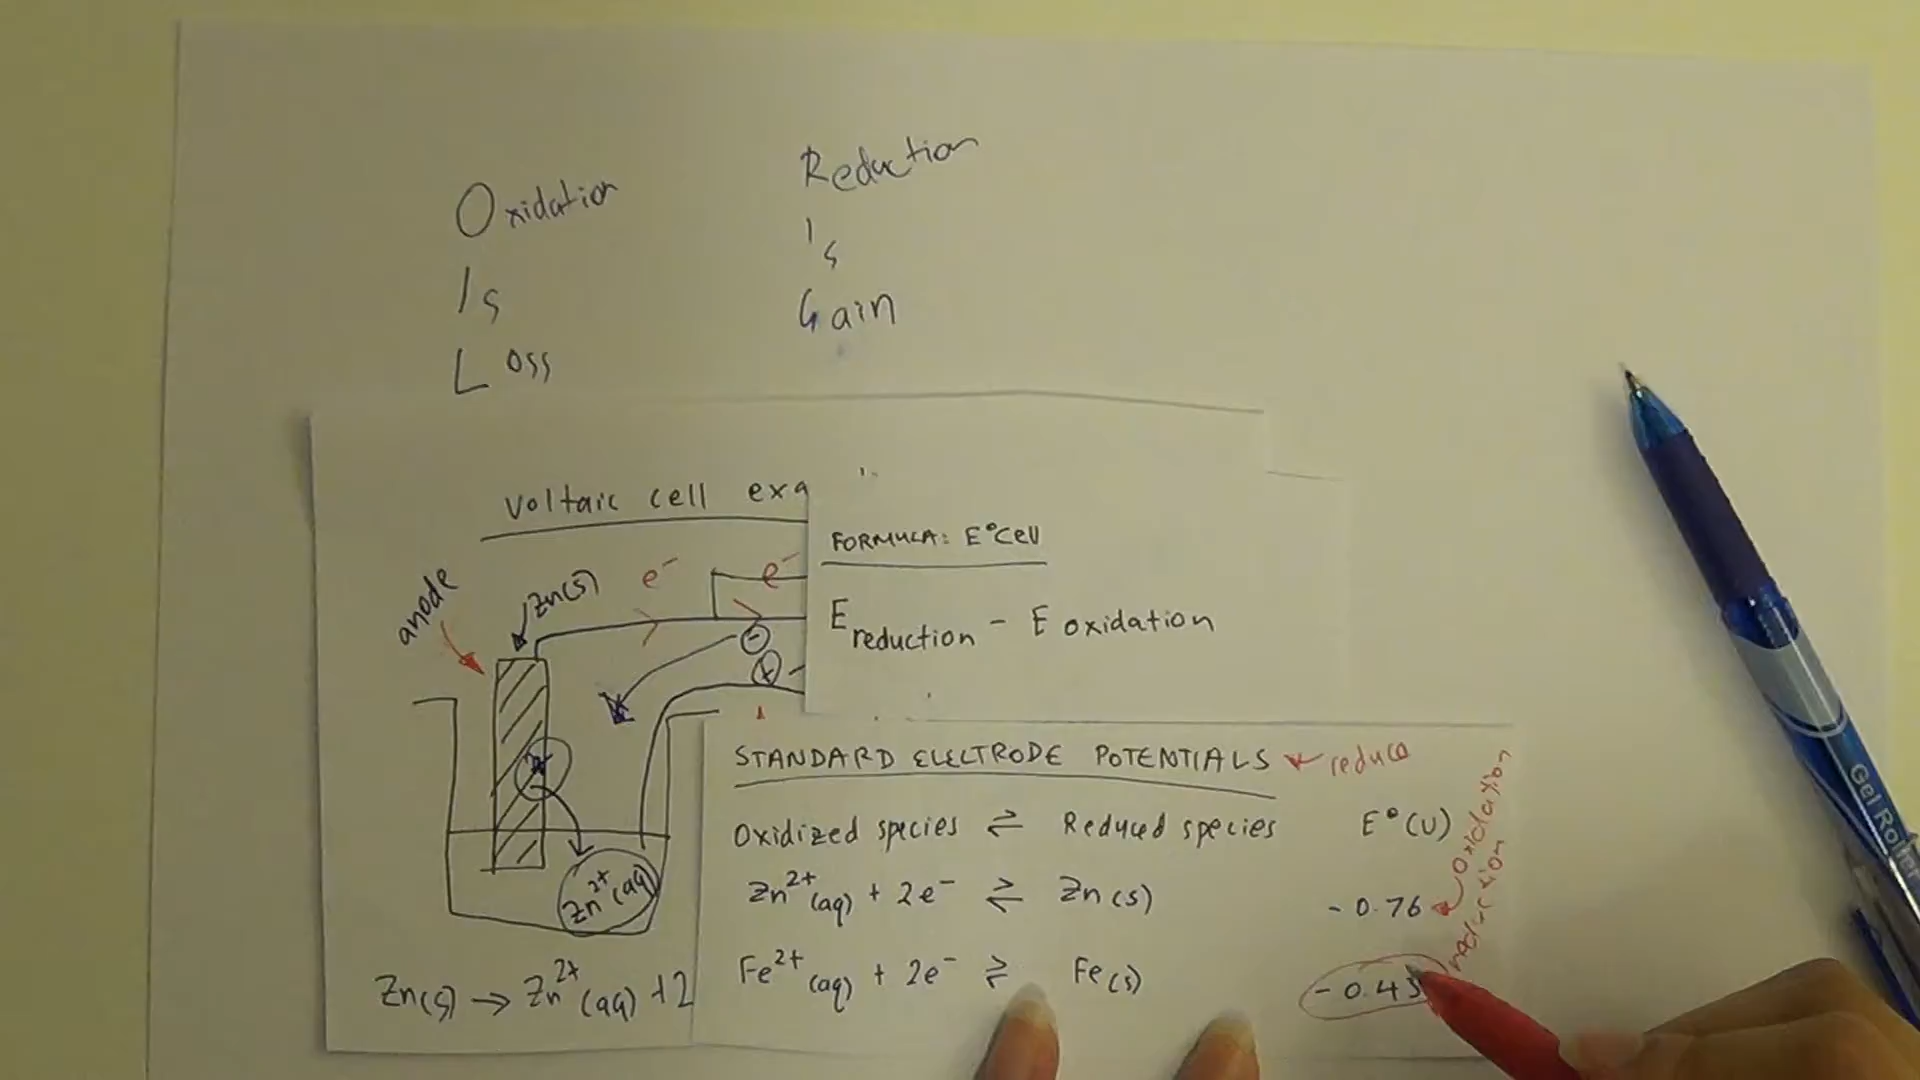 Oxidation
Is
Loss
Reduction
Is
Gain
Voltaic cell exa
anode
Zn(s)
e⁻
e⁻
-
+
Zn²⁺(aq)
Zn(s) → Zn²⁺(aq) + 2
FORMULA: E°cell
E reduction - E oxidation
STANDARD ELECTRODE POTENTIALS
reduce
Oxidized species ⇌ Reduced species E°(V)
Zn²⁺(aq) + 2e⁻ ⇌ Zn(s) -0.76
Fe²⁺(aq) + 2e⁻ ⇌ Fe(s)
oxidation
reduction
Gel Roller